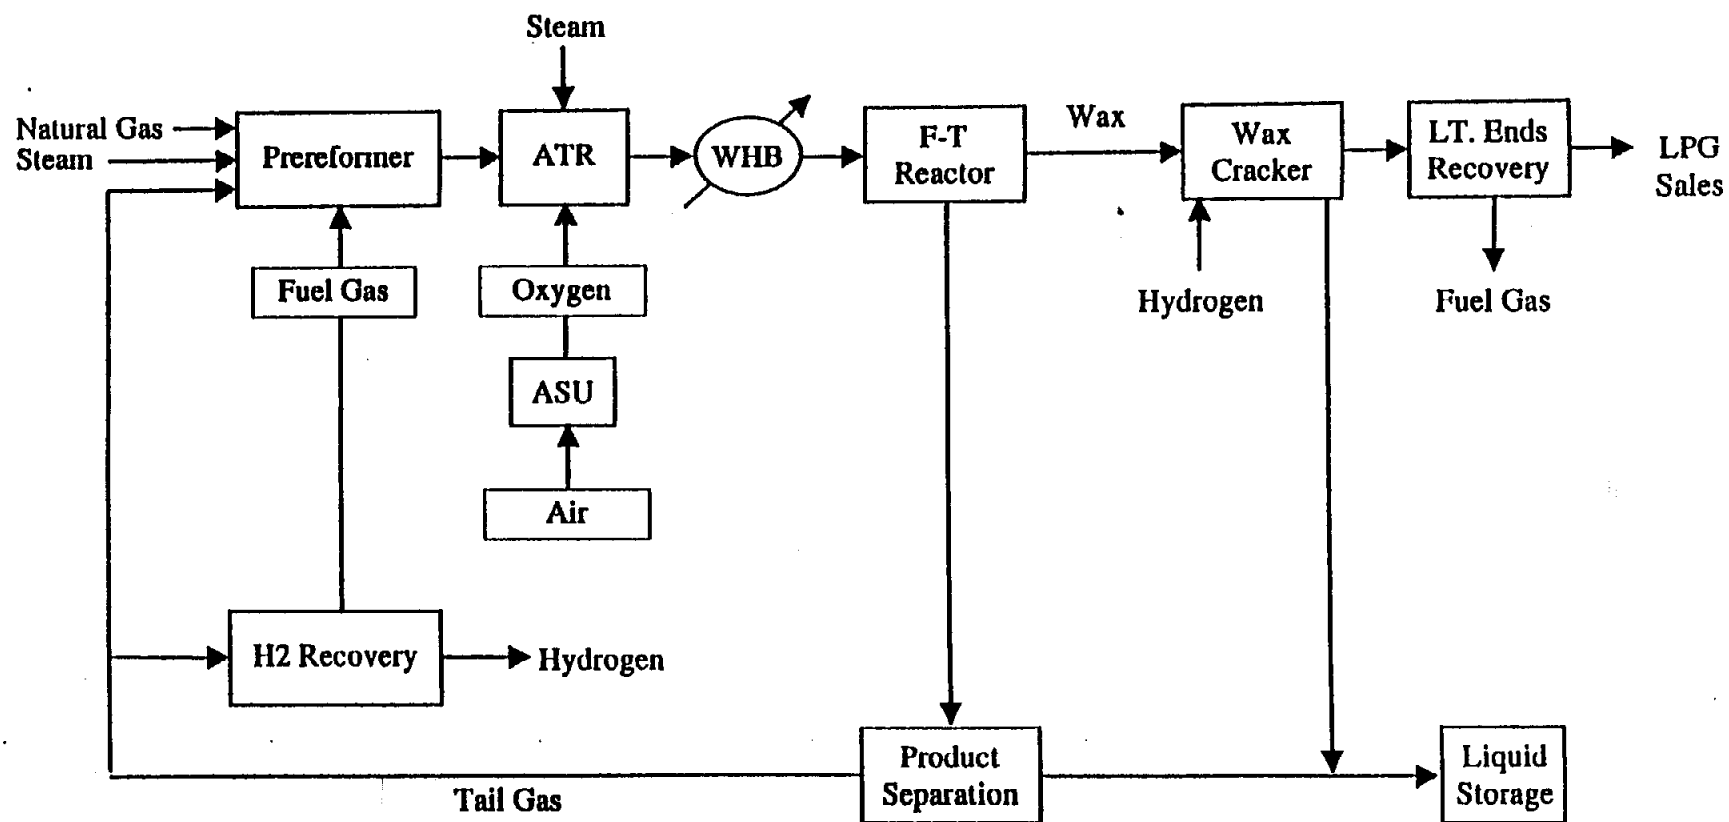 Steam
Natural Gas
Steam
Prereformer
ATR
WHB
F-T
Reactor
Wax
Wax
Cracker
LT. Ends
Recovery
LPG
Sales
Fuel Gas
Oxygen
Hydrogen
Fuel Gas
ASU
Air
H2 Recovery
Hydrogen
Product
Separation
Liquid
Storage
Tail Gas